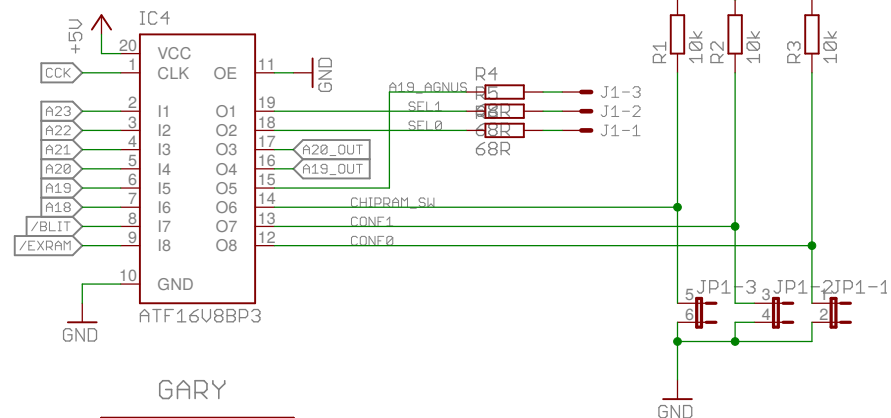 IC4
+5V
20 VCC
CCK 1 CLK OE 11 GND
A23 2 I1 O1 19 SEL1
A22 3 I2 O2 18 SEL0
A21 4 I3 O3 17 A20_OUT
A20 5 I4 O4 16 A19_OUT
A19 6 I5 O5 15 A19_AGNUS
A18 7 I6 O6 14 CHIPRAM_SW
/BLIT 8 I7 O7 13 CONF1
/EXRAM 9 I8 O8 12 CONF0
10 GND
GND
ATF16V8BP3
R4
R5
68R
68R
J1-3
J1-2
J1-1
R1 10k
R2 10k
R3 10k
JP1-3 JP1-2 JP1-1
5 3 1
6 4 2
GND
GARY